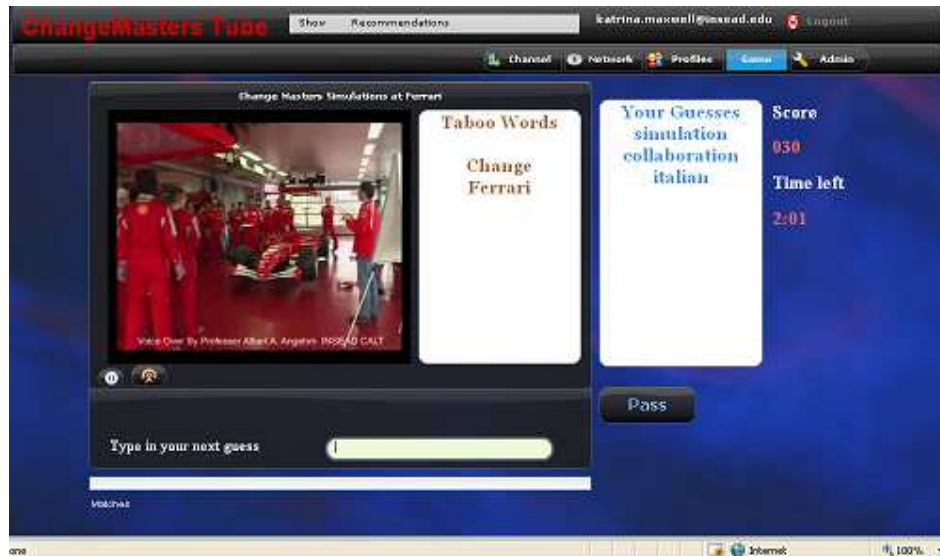 ChangeMasters Tube
Show Recommendations
katrina.maxwell@insead.edu Logout
Channel Network Profiles Game Admin
Change Masters Simulations at Ferrari
Taboo Words
Change
Ferrari
Your Guesses
simulation
collaboration
italian
Score
030
Time left
2:01
Voice Over By Professor Albert A. Angehrn INSEAD CALT
Pass
Type in your next guess
Matches
one
Internet
100%